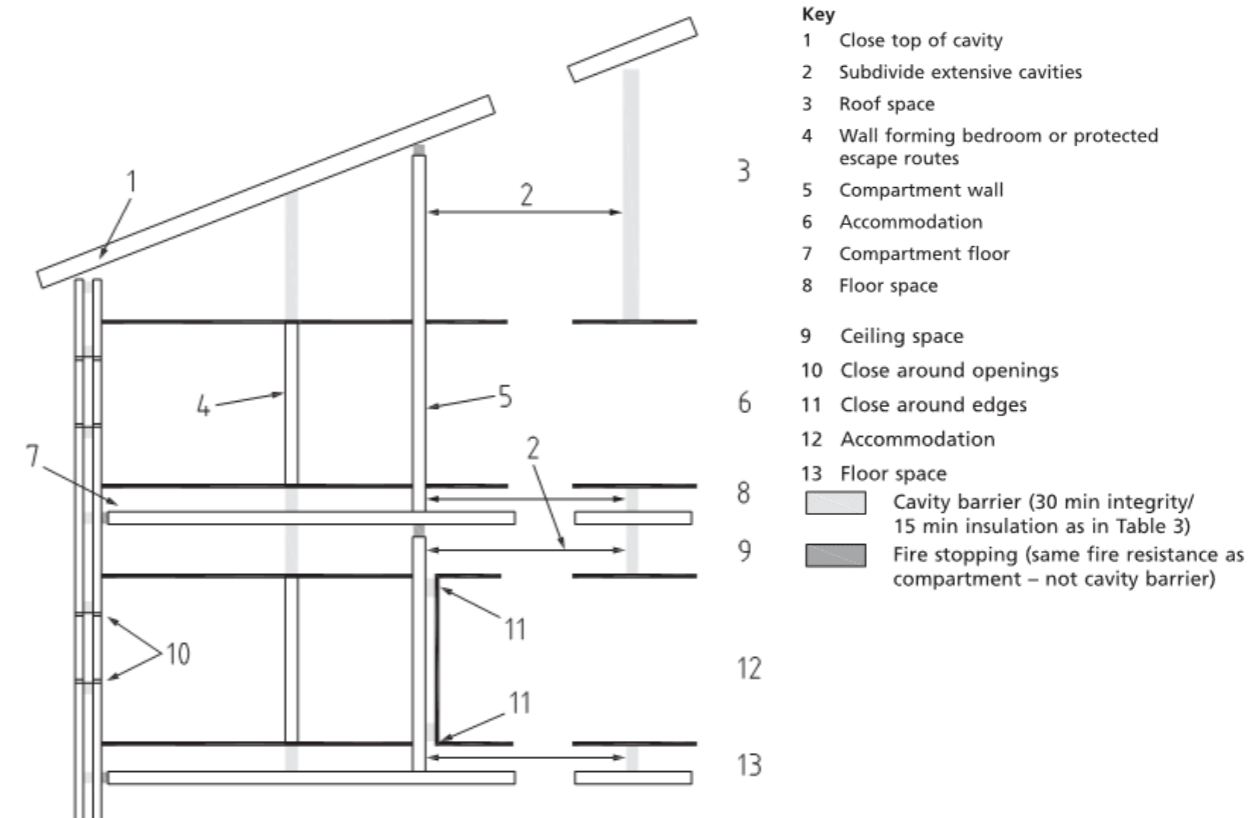 Key
1 Close top of cavity
2 Subdivide extensive cavities
3 Roof space
4 Wall forming bedroom or protected
escape routes
5 Compartment wall
6 Accommodation
7 Compartment floor
8 Floor space
9 Ceiling space
10 Close around openings
11 Close around edges
12 Accommodation
13 Floor space
Cavity barrier (30 min integrity/
15 min insulation as in Table 3)
Fire stopping (same fire resistance as
compartment – not cavity barrier)
1
2
3
4
5
6
7
2
8
9
10
11
12
11
13